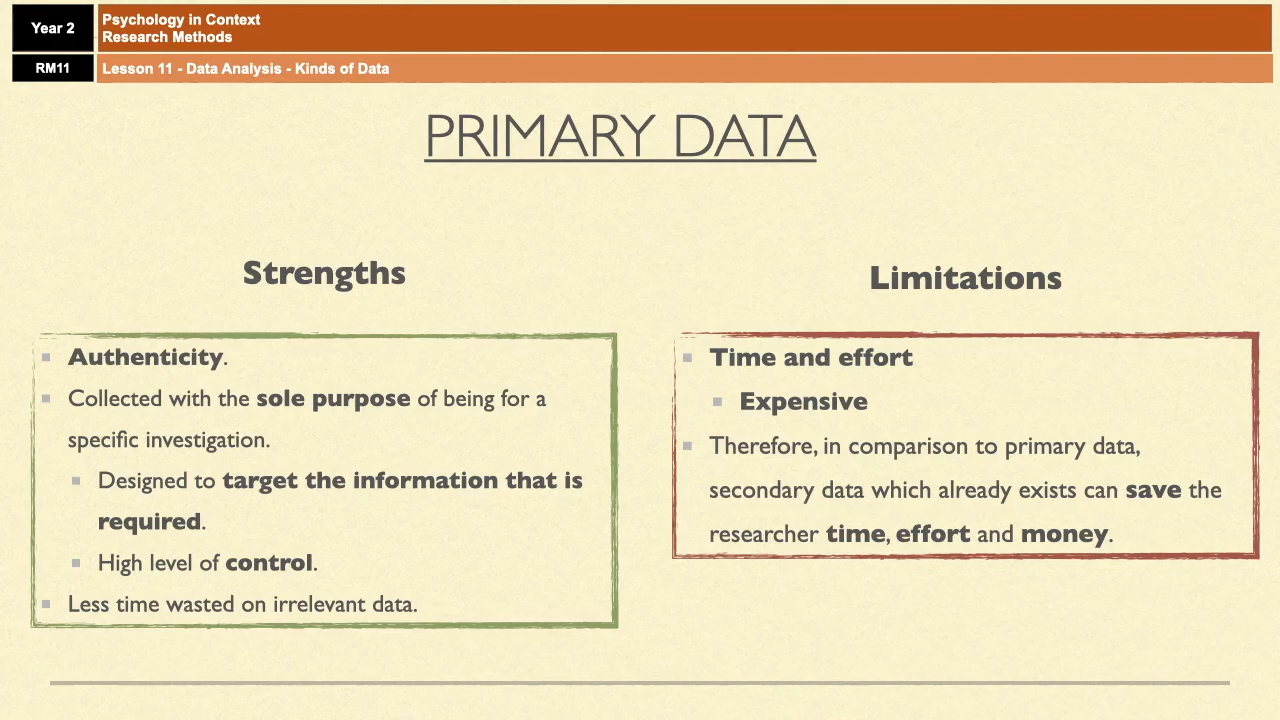 Year 2
Psychology in Context
Research Methods
RM11
Lesson 11 - Data Analysis - Kinds of Data
PRIMARY DATA
Strengths
Authenticity.
Collected with the sole purpose of being for a
specific investigation.
Designed to target the information that is
required.
High level of control.
Less time wasted on irrelevant data.
Limitations
Time and effort
Expensive
Therefore, in comparison to primary data,
secondary data which already exists can save the
researcher time, effort and money.